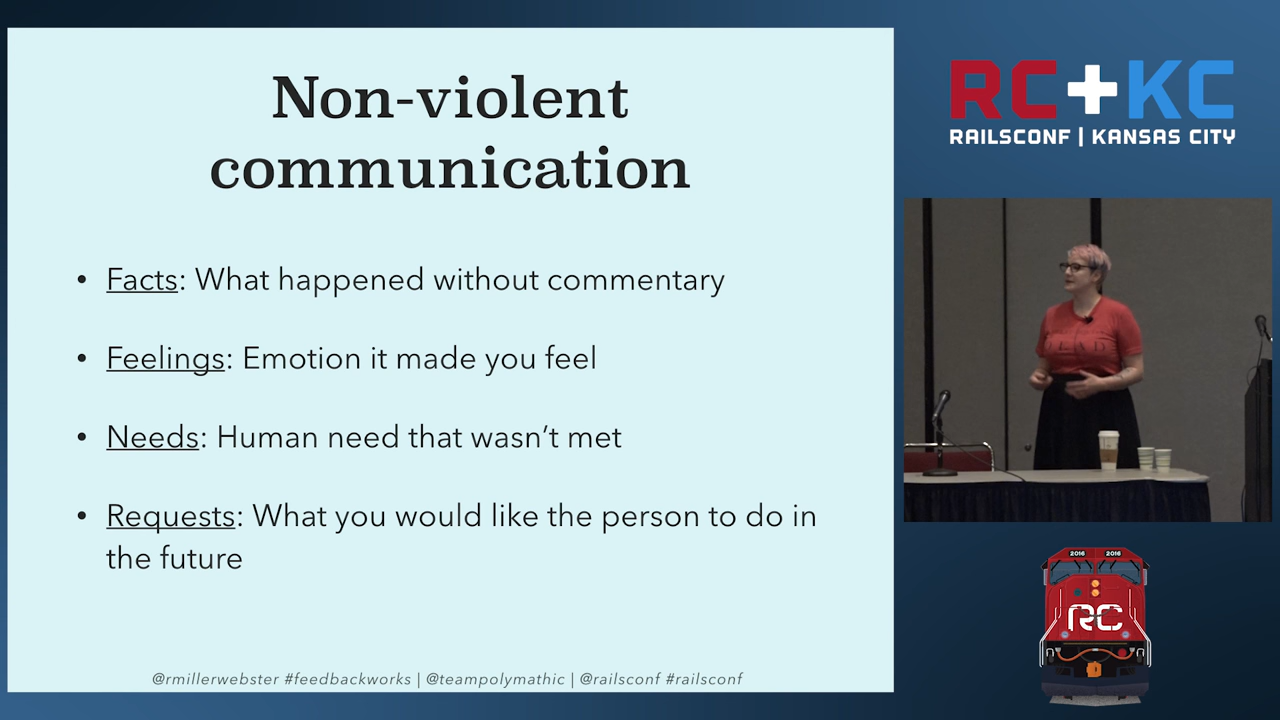 Non-violent
communication
• Facts: What happened without commentary
• Feelings: Emotion it made you feel
• Needs: Human need that wasn't met
• Requests: What you would like the person to do in
the future
@rmillerwebster #feedbackworks | @teampolymathic | @railsconf #railsconf
RC+KC
RAILSCONF | KANSAS CITY
2016 2016
RC